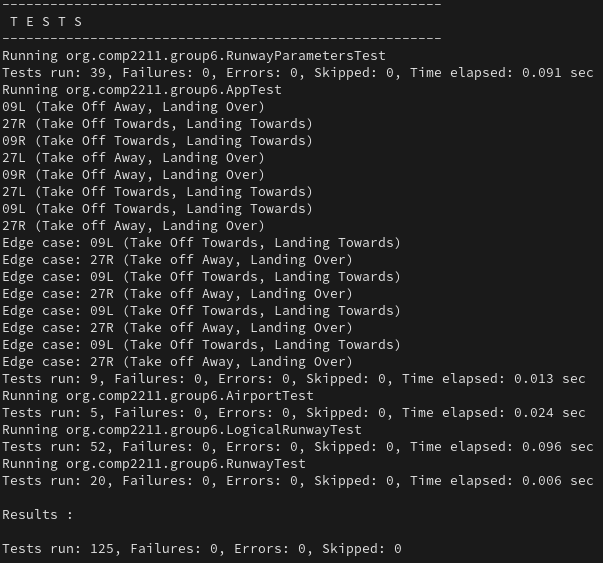 -------------------------------------------------------
 T E S T S
-------------------------------------------------------
Running org.comp2211.group6.RunwayParametersTest
Tests run: 39, Failures: 0, Errors: 0, Skipped: 0, Time elapsed: 0.091 sec
Running org.comp2211.group6.AppTest
09L (Take Off Away, Landing Over)
27R (Take Off Towards, Landing Towards)
09R (Take Off Towards, Landing Towards)
27L (Take off Away, Landing Over)
09R (Take off Away, Landing Over)
27L (Take Off Towards, Landing Towards)
09L (Take Off Towards, Landing Towards)
27R (Take off Away, Landing Over)
Edge case: 09L (Take Off Towards, Landing Towards)
Edge case: 27R (Take off Away, Landing Over)
Edge case: 09L (Take Off Towards, Landing Towards)
Edge case: 27R (Take off Away, Landing Over)
Edge case: 09L (Take Off Towards, Landing Towards)
Edge case: 27R (Take off Away, Landing Over)
Edge case: 09L (Take Off Towards, Landing Towards)
Edge case: 27R (Take off Away, Landing Over)
Tests run: 9, Failures: 0, Errors: 0, Skipped: 0, Time elapsed: 0.013 sec
Running org.comp2211.group6.AirportTest
Tests run: 5, Failures: 0, Errors: 0, Skipped: 0, Time elapsed: 0.024 sec
Running org.comp2211.group6.LogicalRunwayTest
Tests run: 52, Failures: 0, Errors: 0, Skipped: 0, Time elapsed: 0.096 sec
Running org.comp2211.group6.RunwayTest
Tests run: 20, Failures: 0, Errors: 0, Skipped: 0, Time elapsed: 0.006 sec

Results :

Tests run: 125, Failures: 0, Errors: 0, Skipped: 0